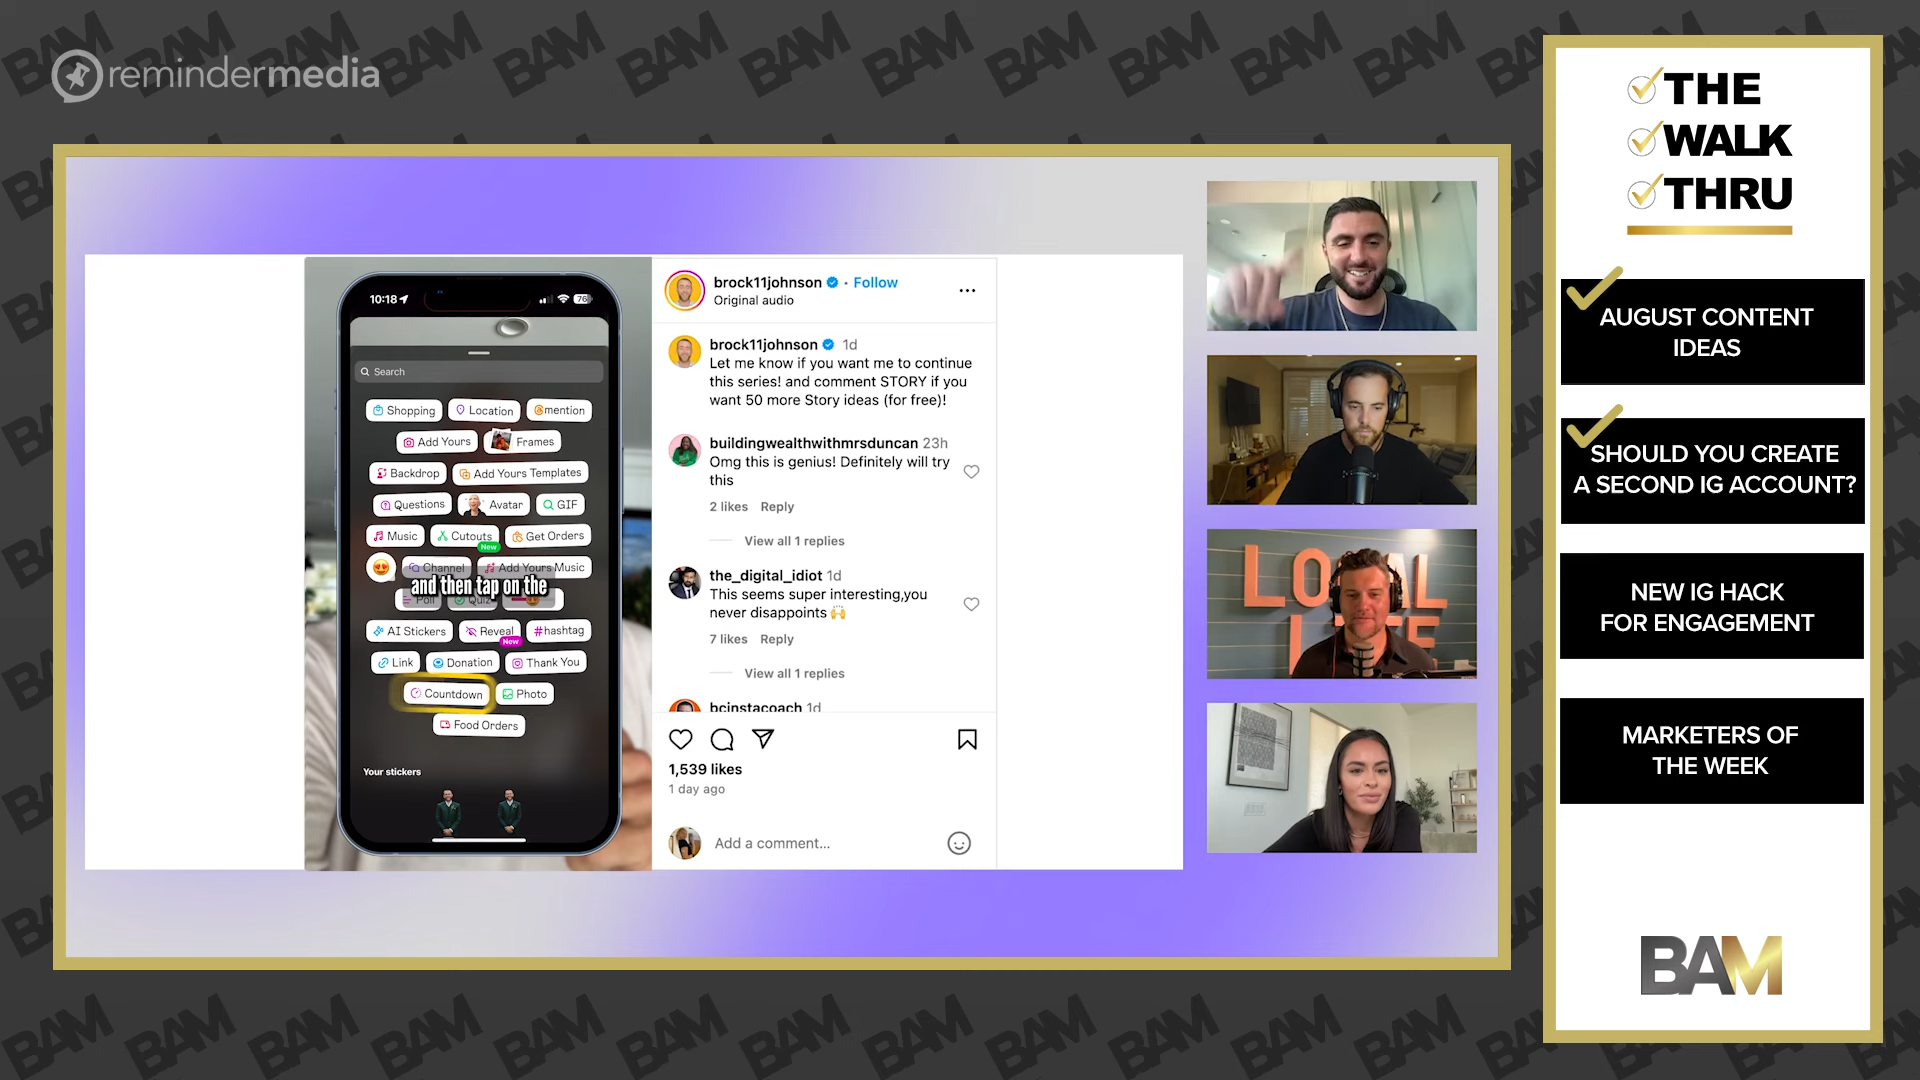 remindermedia
10:18
76
Search
Shopping
Location
@mention
Add Yours
Frames
Backdrop
Add Yours Templates
Questions
Avatar
GIF
Music
Cutouts
Get Orders
New
Channel
Add Yours Music
and then tap on the
Poll
Quiz
AI Stickers
Reveal
#hashtag
New
Link
Donation
Thank You
Countdown
Photo
Food Orders
Your stickers
brock11johnson • Follow
Original audio
...
brock11johnson 1d
Let me know if you want me to continue
this series! and comment STORY if you
want 50 more Story ideas (for free)!
buildingwealthwithmrsduncan 23h
Omg this is genius! Definitely will try
this
2 likes Reply
View all 1 replies
the_digital_idiot 1d
This seems super interesting,you
never disappoints 🙌
7 likes Reply
View all 1 replies
bcinstacoach 1d
1,539 likes
1 day ago
Add a comment...
LOCAL
LIFE
THE
WALK
THRU
AUGUST CONTENT
IDEAS
SHOULD YOU CREATE
A SECOND IG ACCOUNT?
NEW IG HACK
FOR ENGAGEMENT
MARKETERS OF
THE WEEK
BAM